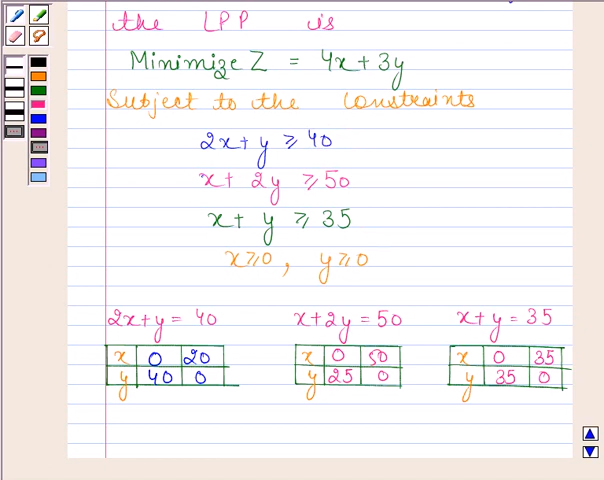 the LPP is
Minimize Z = 4x + 3y
Subject to the constraints
2x + y ≥ 40
x + 2y ≥ 50
x + y ≥ 35
x ≥ 0 , y ≥ 0
2x + y = 40 x + 2y = 50 x + y = 35
x 0 20 x 0 50 x 0 35
y 40 0 y 25 0 y 35 0